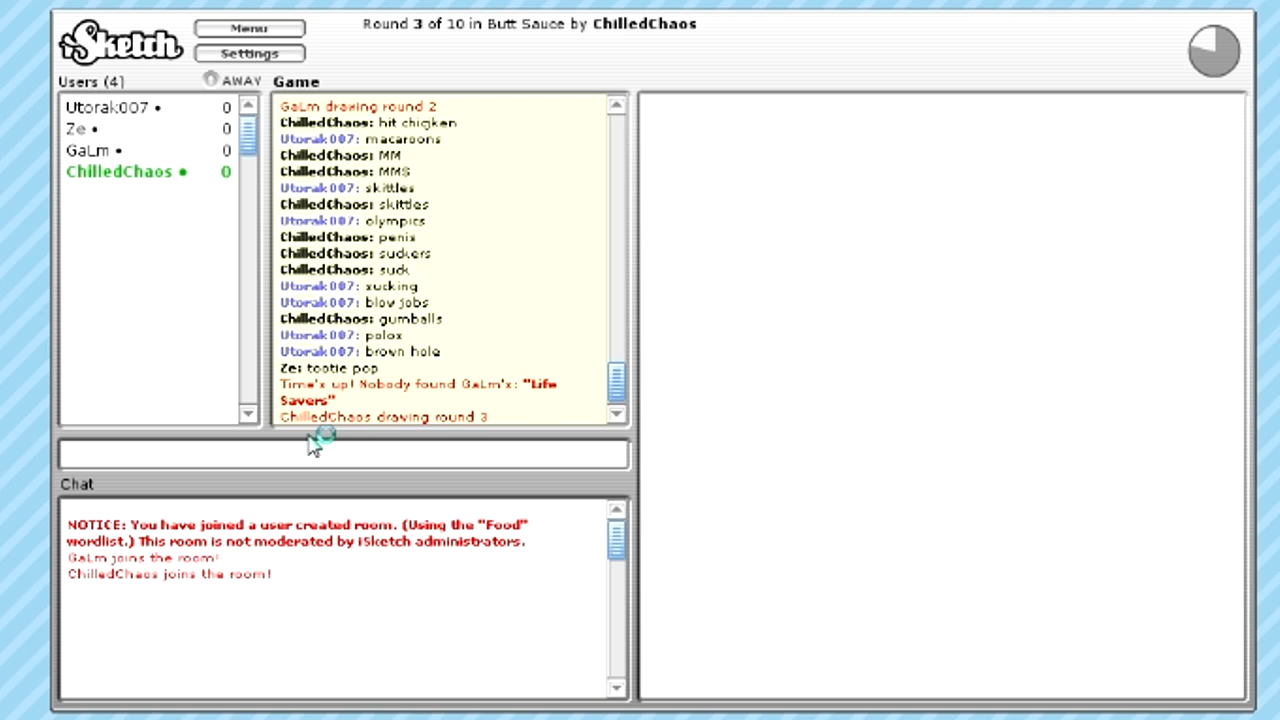 iSketch
Menu
Settings
Round 3 of 10 in Butt Sauce by ChilledChaos
Users (4)
AWAY
Utorak007 • 0
Ze • 0
GaLm • 0
ChilledChaos • 0
Game
GaLm drawing round 2
ChilledChaos: hit chicken
Utorak007: macaroons
ChilledChaos: MM
ChilledChaos: MMS
Utorak007: skittles
ChilledChaos: skittles
Utorak007: olympics
ChilledChaos: penis
ChilledChaos: suckers
ChilledChaos: suck
Utorak007: sucking
Utorak007: blow jobs
ChilledChaos: gumballs
Utorak007: polox
Utorak007: brown hole
Ze: tootie pop
Time's up! Nobody found GaLm's: "Life
Savers"
ChilledChaos drawing round 3
Chat
NOTICE: You have joined a user created room. (Using the "Food"
wordlist.) This room is not moderated by iSketch administrators.
GaLm joins the room!
ChilledChaos joins the room!